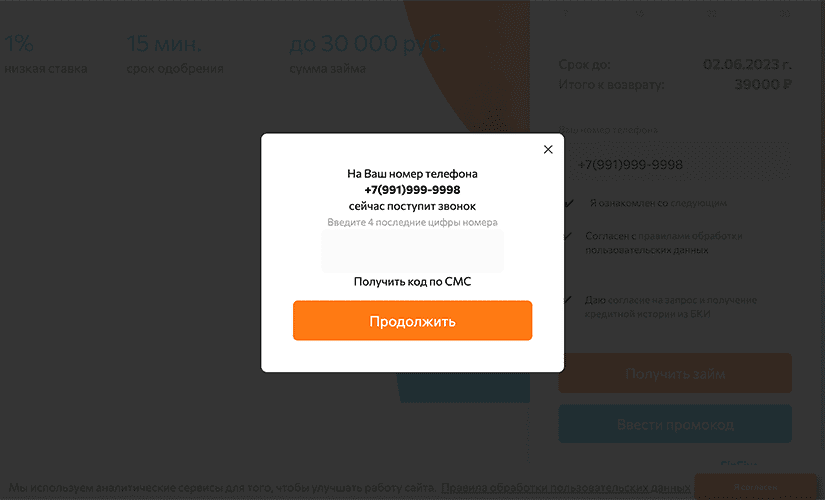 1%
15 мин.
до 30 000 руб.
низкая ставка
срок одобрения
сумма займа
Срок до:
02.06.2023 г.
Итого к возврату:
39000 ₽
Ваш номер телефона
+7(991)999-9998
Я ознакомлен со следующим
Согласен с правилами обработки
пользовательских данных
Даю согласие на запрос и получение
кредитной истории из БКИ
Получить займ
Ввести промокод
На Ваш номер телефона
+7(991)999-9998
сейчас поступит звонок
Введите 4 последние цифры номера
Получить код по СМС
Продолжить
Мы используем аналитические сервисы для того, чтобы улучшать работу сайта.
Правила обработки пользовательских данных